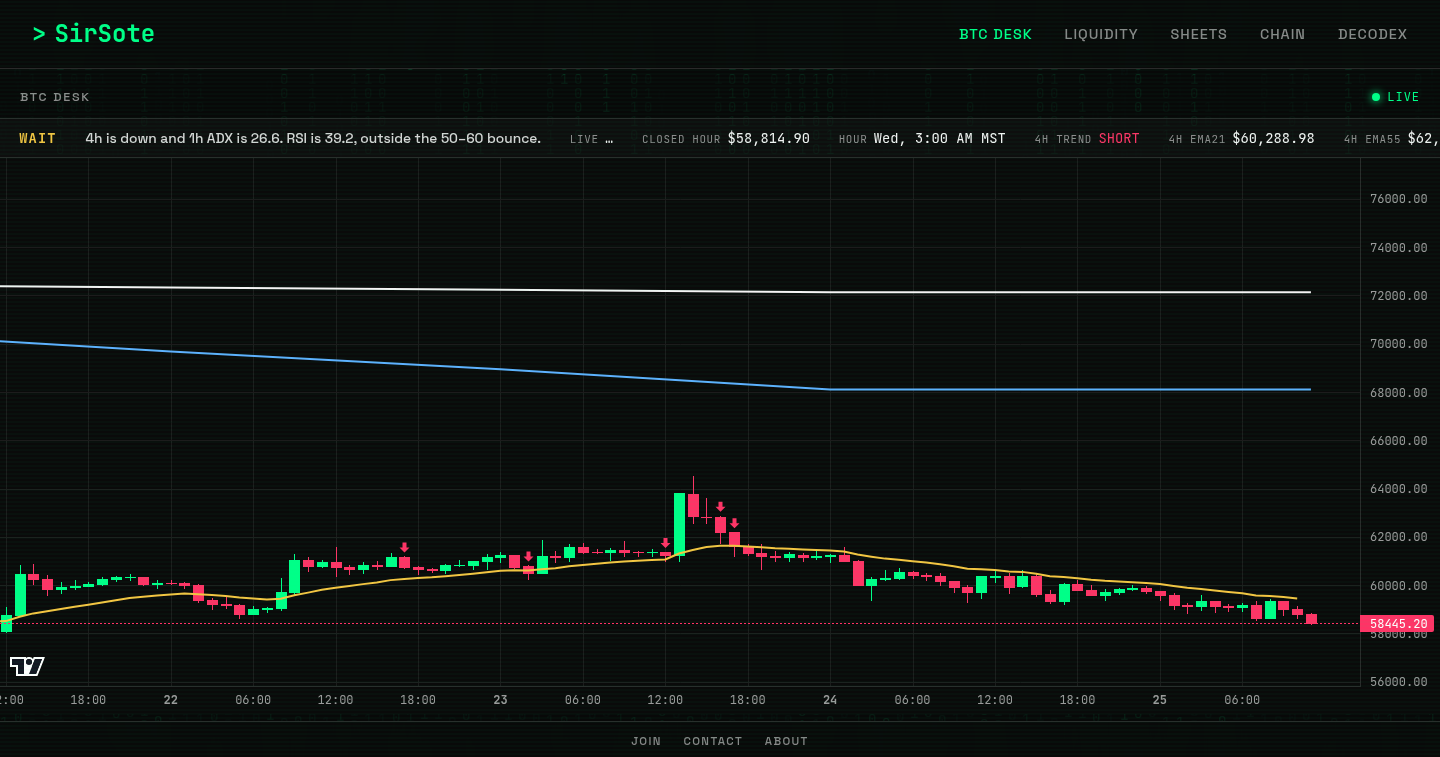 > SirSote
BTC DESK LIQUIDITY SHEETS CHAIN DECODEX
BTC DESK
LIVE
WAIT 4h is down and 1h ADX is 26.6. RSI is 39.2, outside the 50–60 bounce. LIVE … CLOSED HOUR $58,814.90 HOUR Wed, 3:00 AM MST 4H TREND SHORT 4H EMA21 $60,288.98 4H EMA55 $62,
76000.00
74000.00
72000.00
70000.00
68000.00
66000.00
64000.00
62000.00
60000.00
58445.20
58000.00
56000.00
2:00 18:00 22 06:00 12:00 18:00 23 06:00 12:00 18:00 24 06:00 12:00 18:00 25 06:00
JOIN CONTACT ABOUT